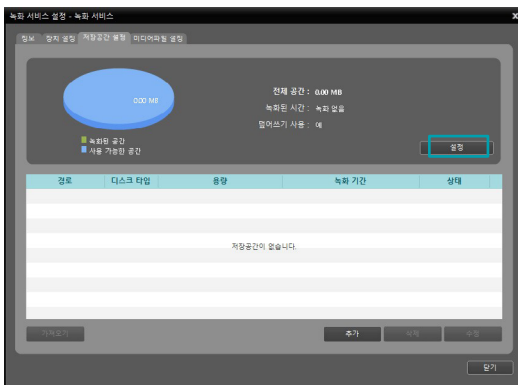 녹화 서비스 설정 - 녹화 서비스
X
정보 장치 설정 저장공간 설정 미디어파일 설정
0.00 MB
전체 공간 : 0.00 MB
녹화된 시간 : 녹화 없음
덮어쓰기 사용 : 예
녹화된 공간
사용 가능한 공간
설정
경로 디스크 타입 용량 녹화 기간 상태
저장공간이 없습니다.
가져오기 추가 삭제 수정
닫기